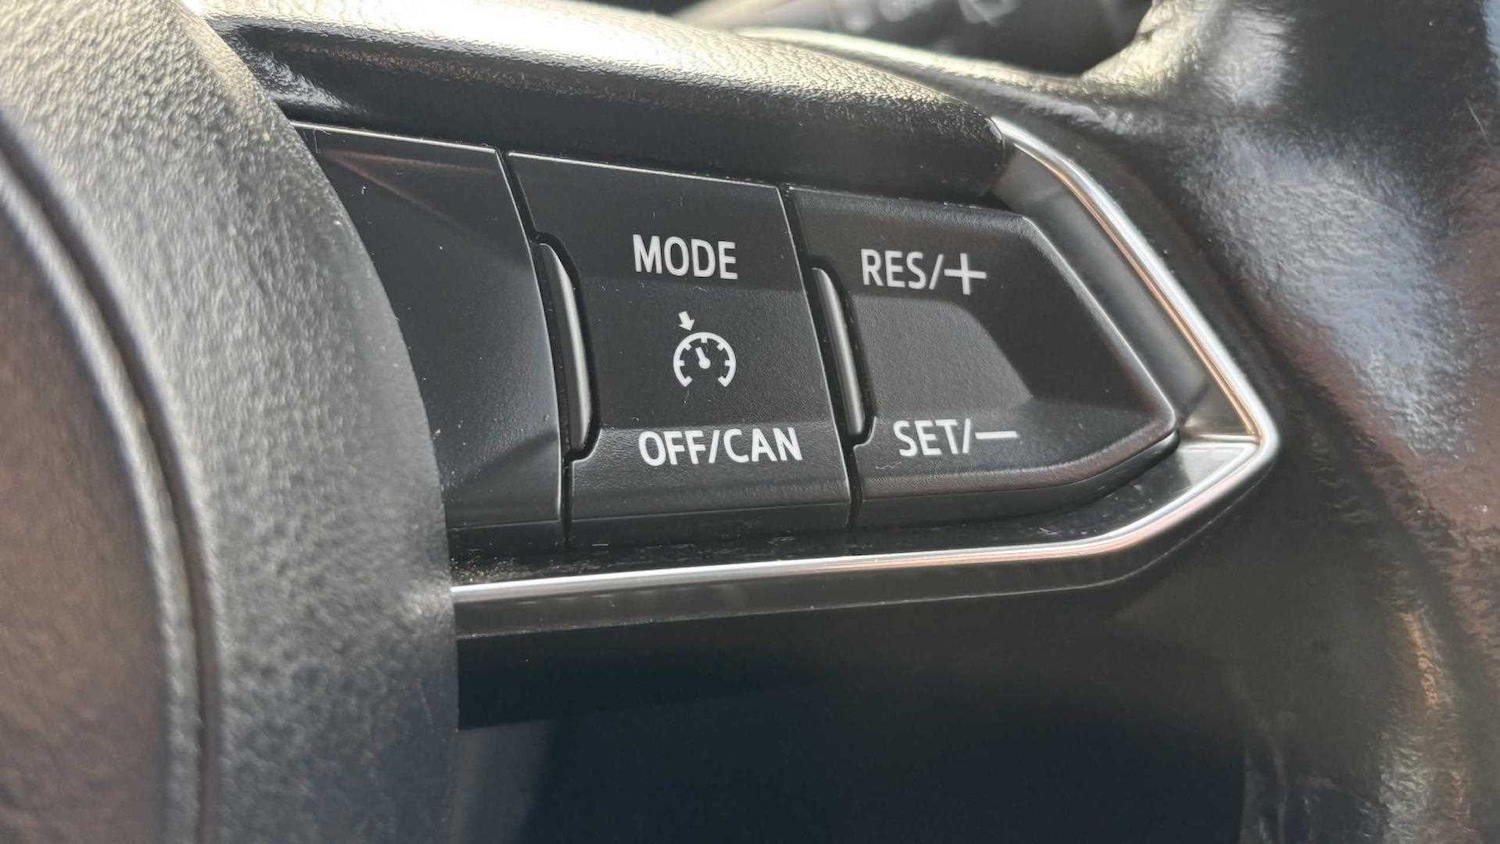 MODE
RES/+
OFF/CAN
SET/−